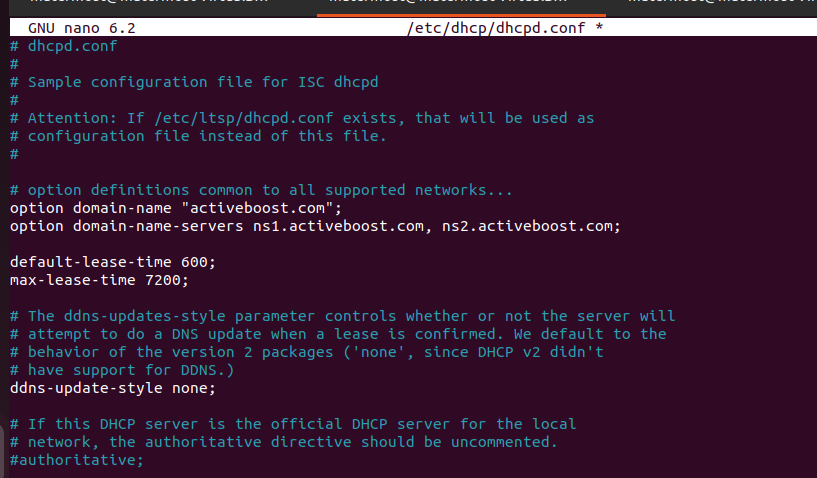 GNU nano 6.2 /etc/dhcp/dhcpd.conf *
# dhcpd.conf
#
# Sample configuration file for ISC dhcpd
#
# Attention: If /etc/ltsp/dhcpd.conf exists, that will be used as
# configuration file instead of this file.
#
# option definitions common to all supported networks...
option domain-name "activeboost.com";
option domain-name-servers ns1.activeboost.com, ns2.activeboost.com;
default-lease-time 600;
max-lease-time 7200;
# The ddns-updates-style parameter controls whether or not the server will
# attempt to do a DNS update when a lease is confirmed. We default to the
# behavior of the version 2 packages ('none', since DHCP v2 didn't
# have support for DDNS.)
ddns-update-style none;
# If this DHCP server is the official DHCP server for the local
# network, the authoritative directive should be uncommented.
#authoritative;